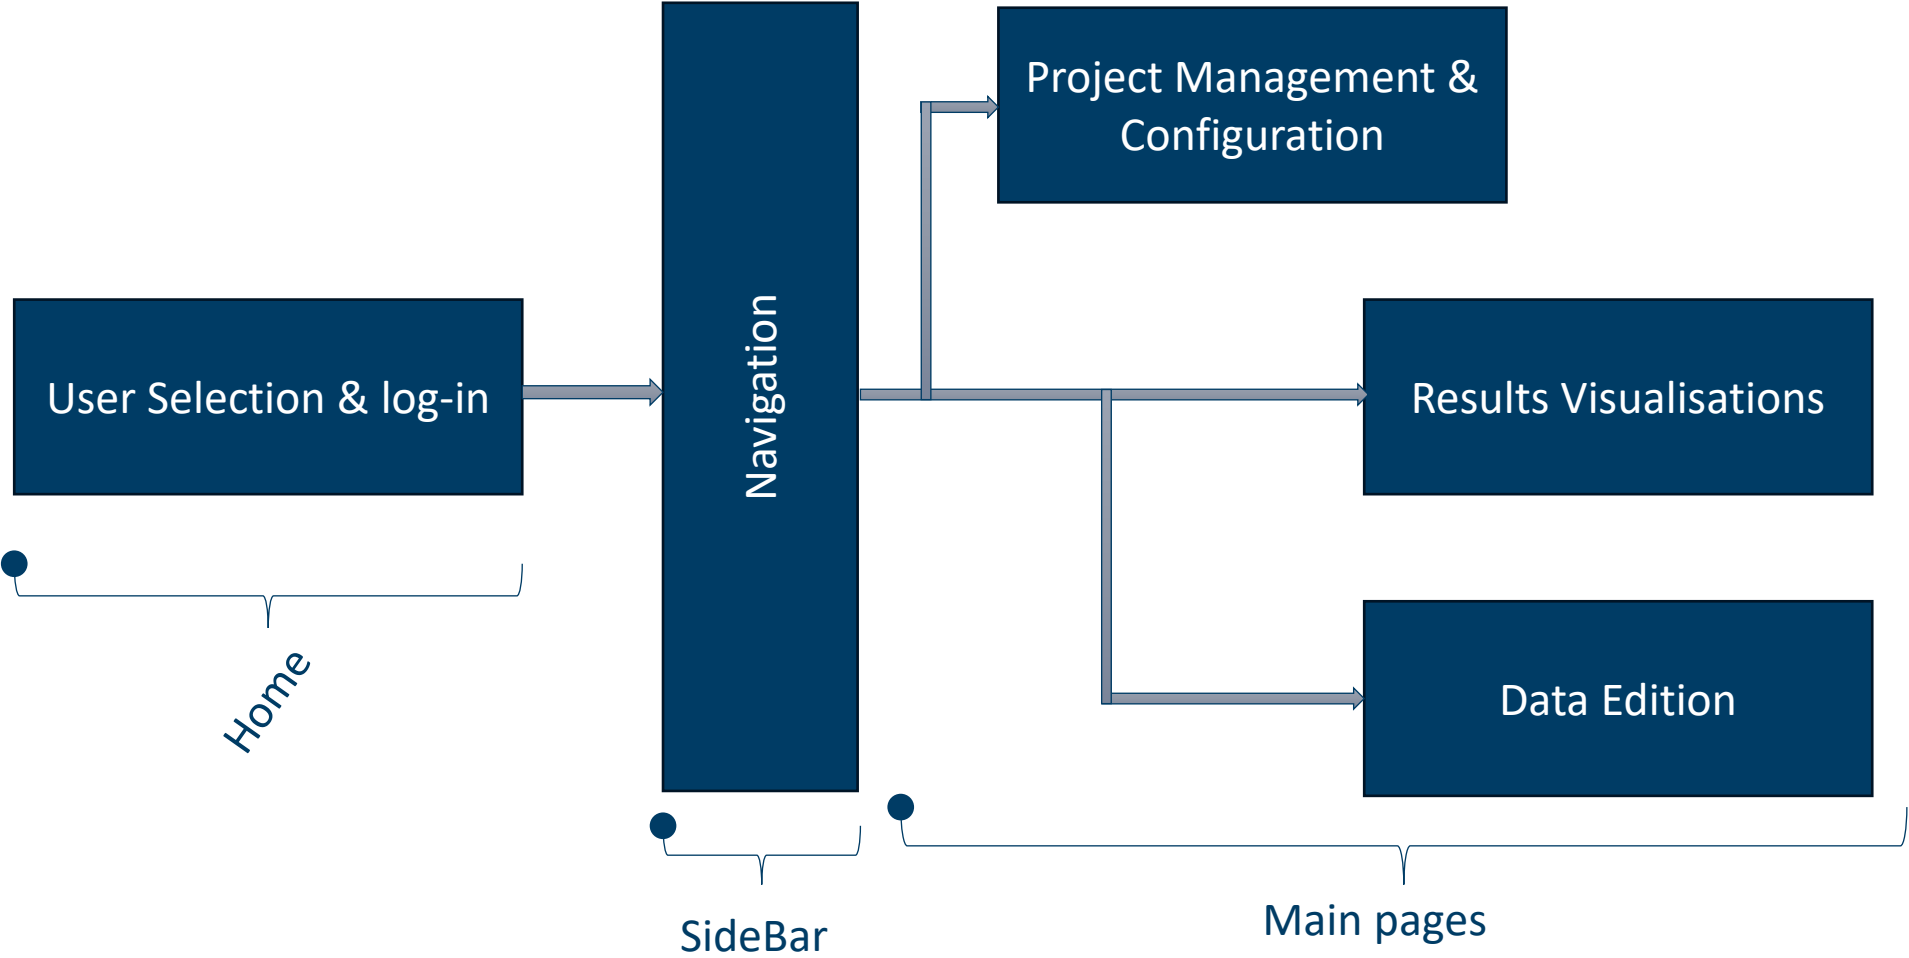 Project Management &
Configuration
User Selection & log-in
Navigation
Results Visualisations
Data Edition
Home
SideBar
Main pages